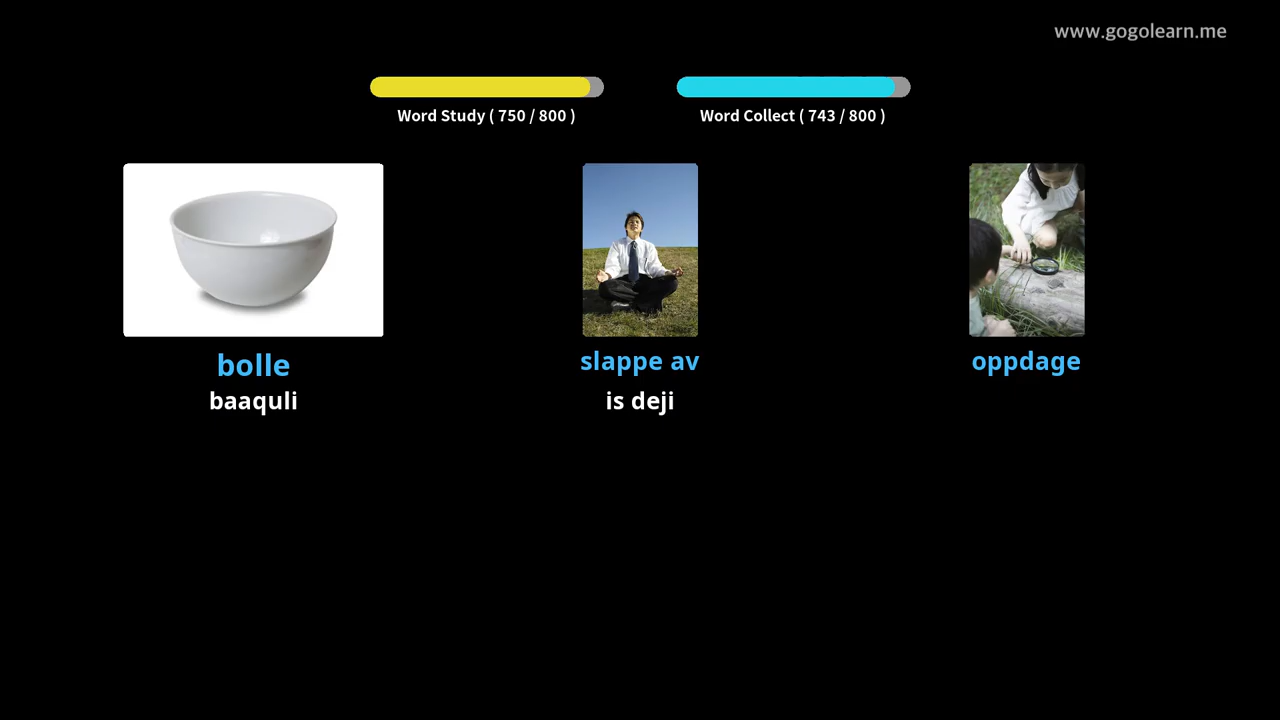 www.gogolearn.me
Word Study ( 750 / 800 )
Word Collect ( 743 / 800 )
bolle
baaquli
slappe av
is deji
oppdage